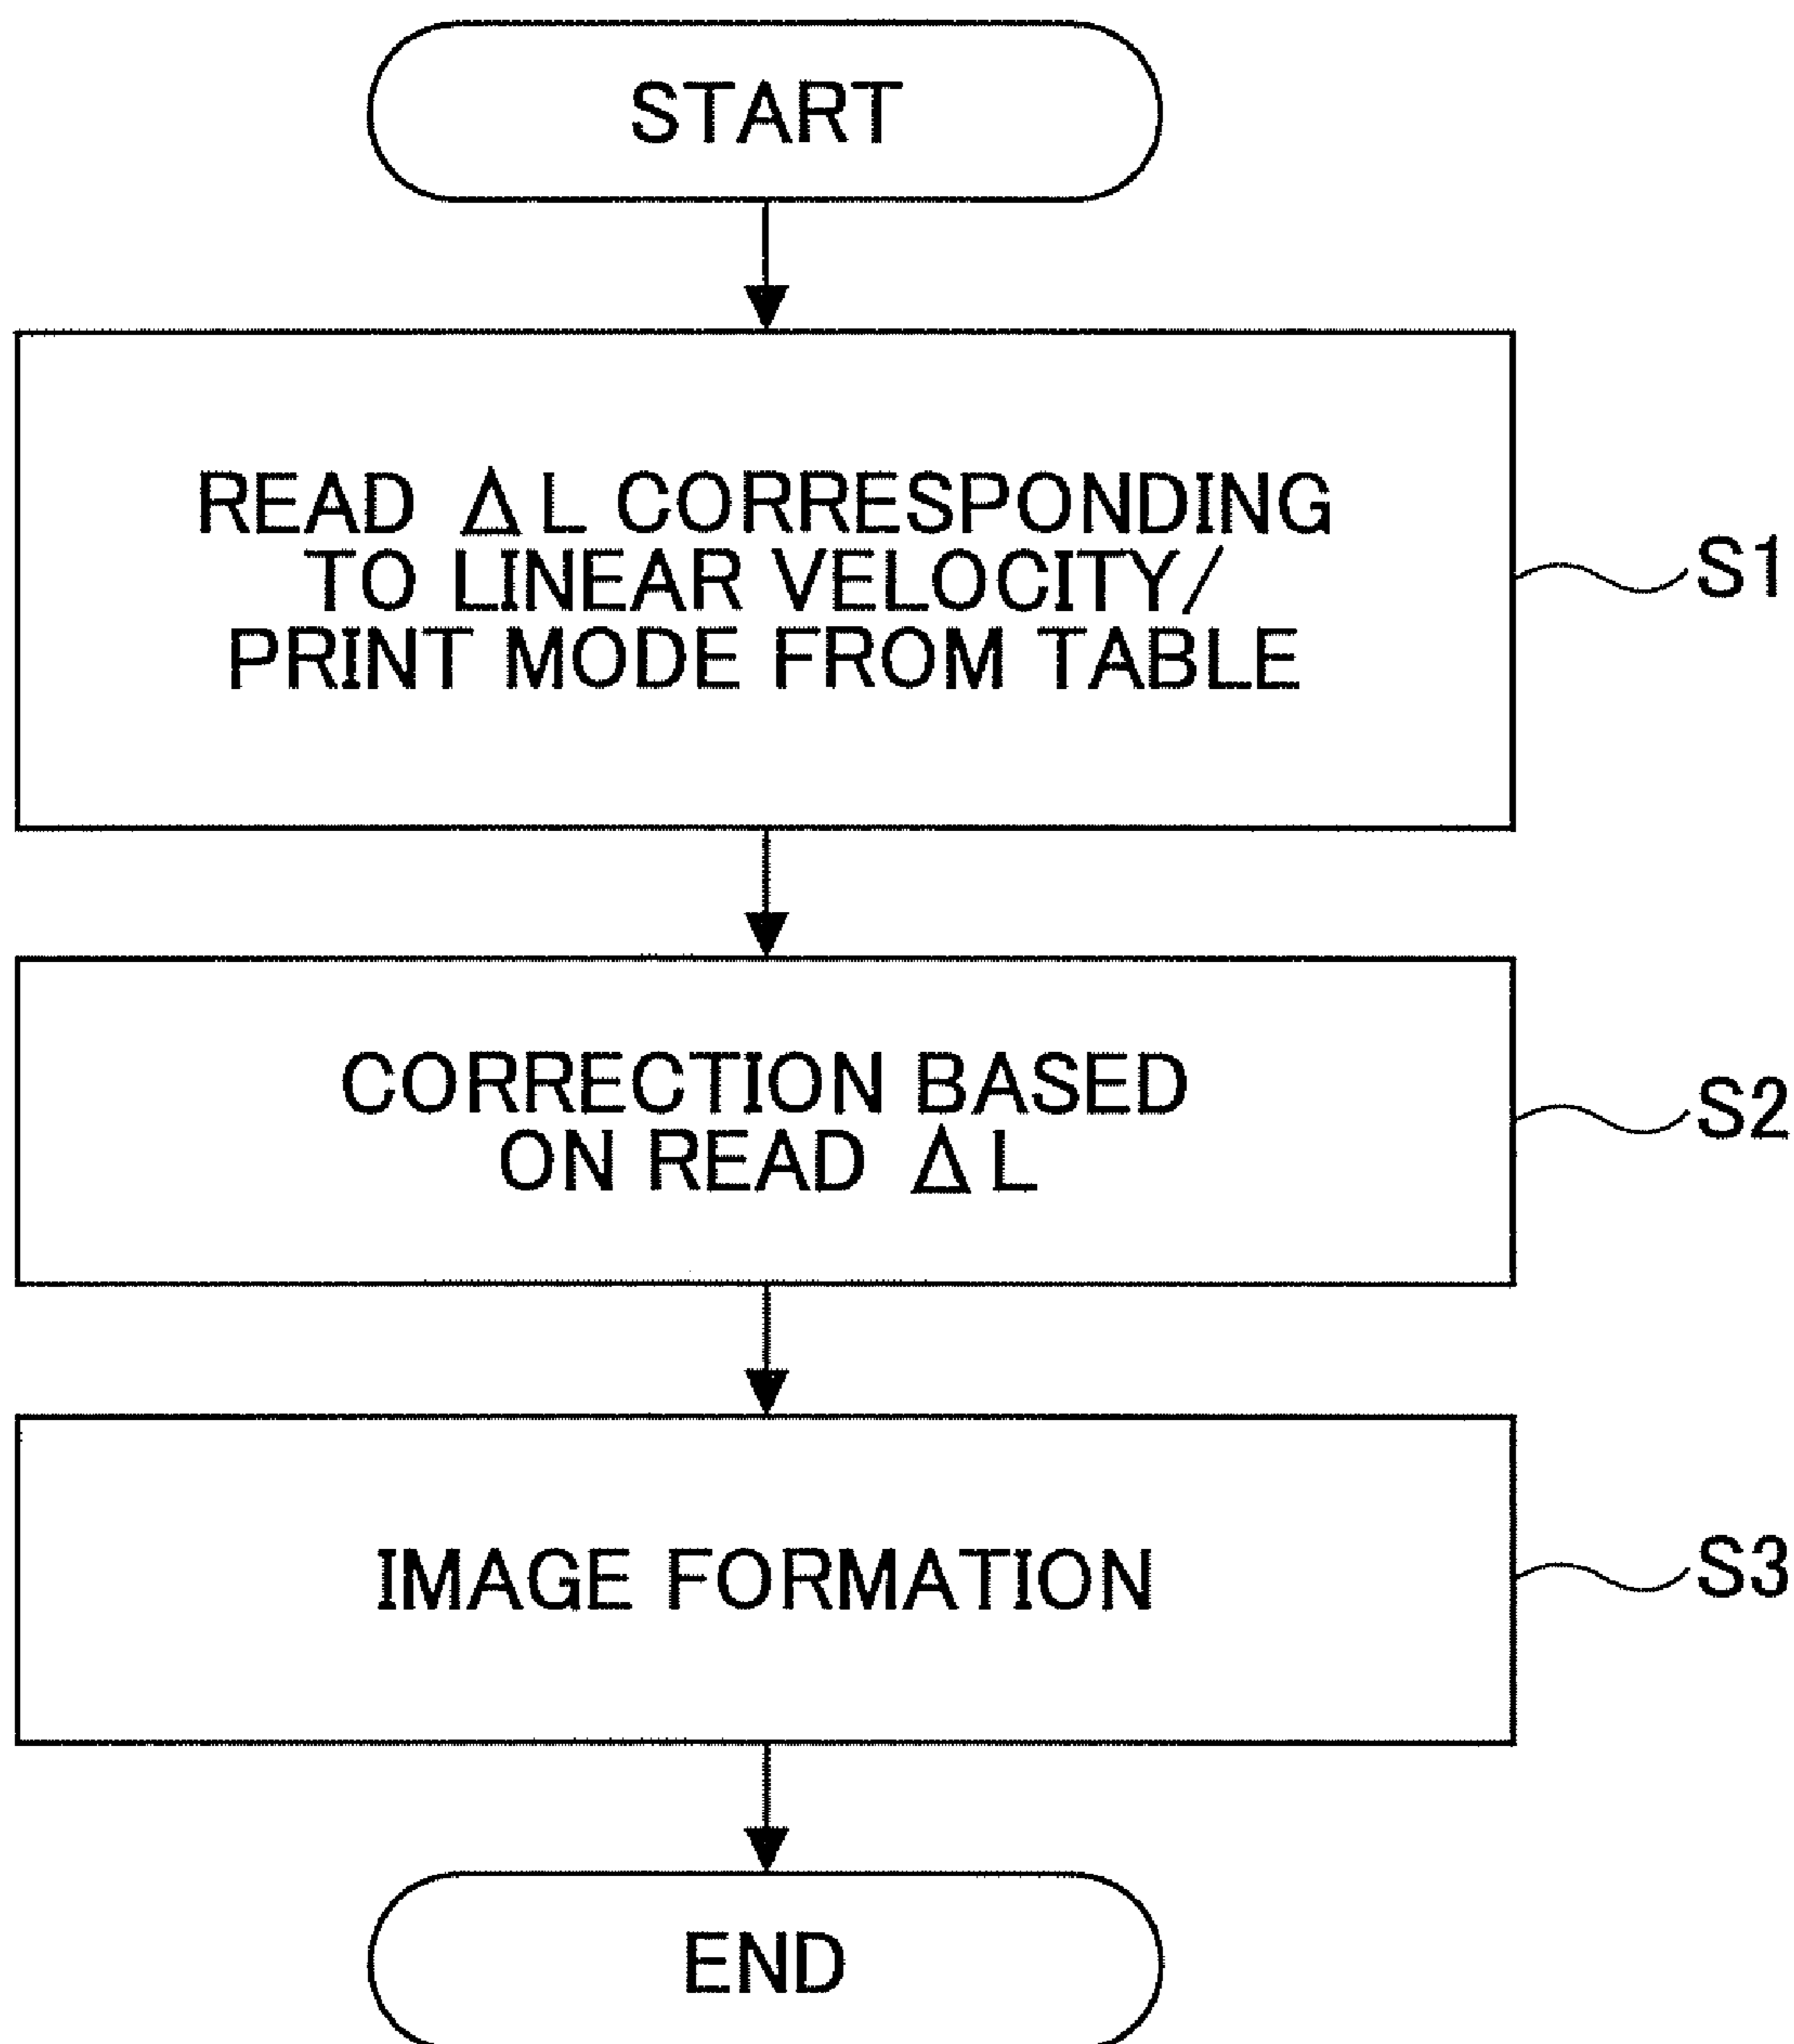 START
READ ΔL CORRESPONDING
TO LINEAR VELOCITY/
PRINT MODE FROM TABLE
S1
CORRECTION BASED
ON READ ΔL
S2
IMAGE FORMATION
S3
END